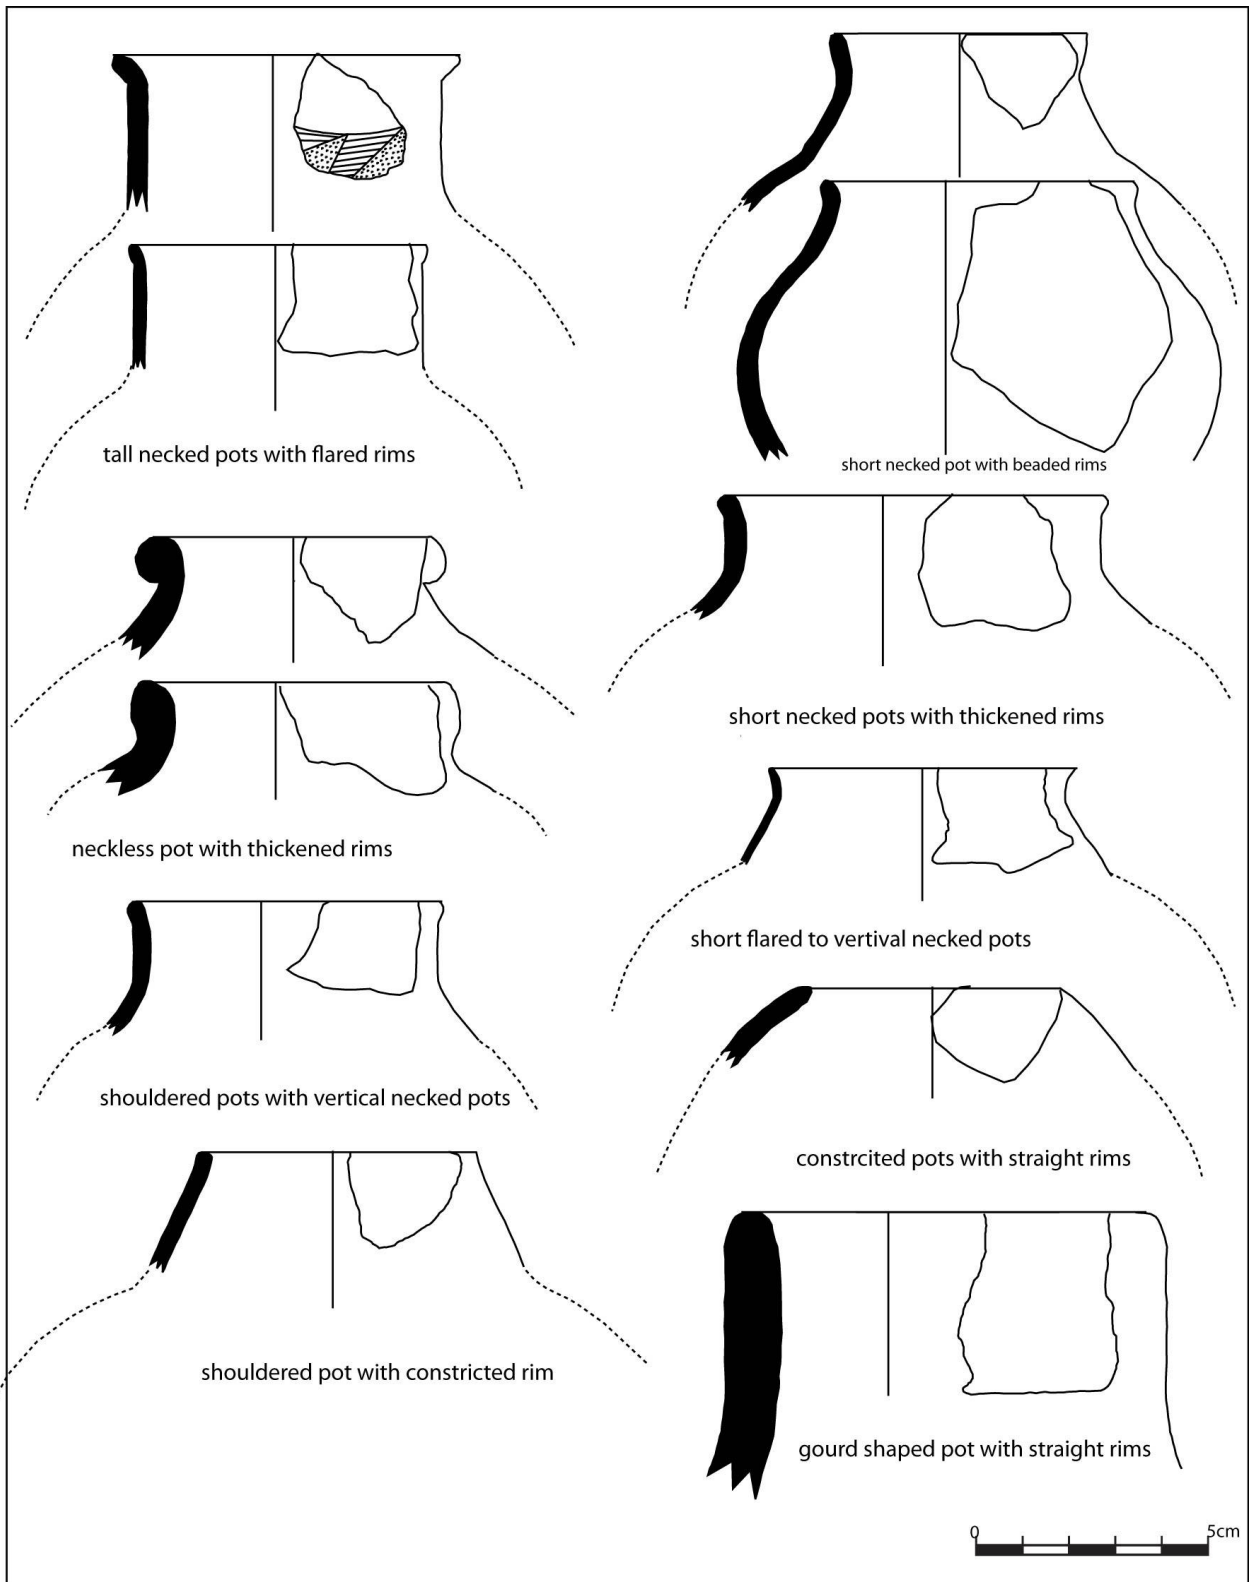 tall necked pots with flared rims
short necked pot with beaded rims
short necked pots with thickened rims
neckless pot with thickened rims
short flared to vertival necked pots
shouldered pots with vertical necked pots
constrcited pots with straight rims
shouldered pot with constricted rim
gourd shaped pot with straight rims
0 5cm